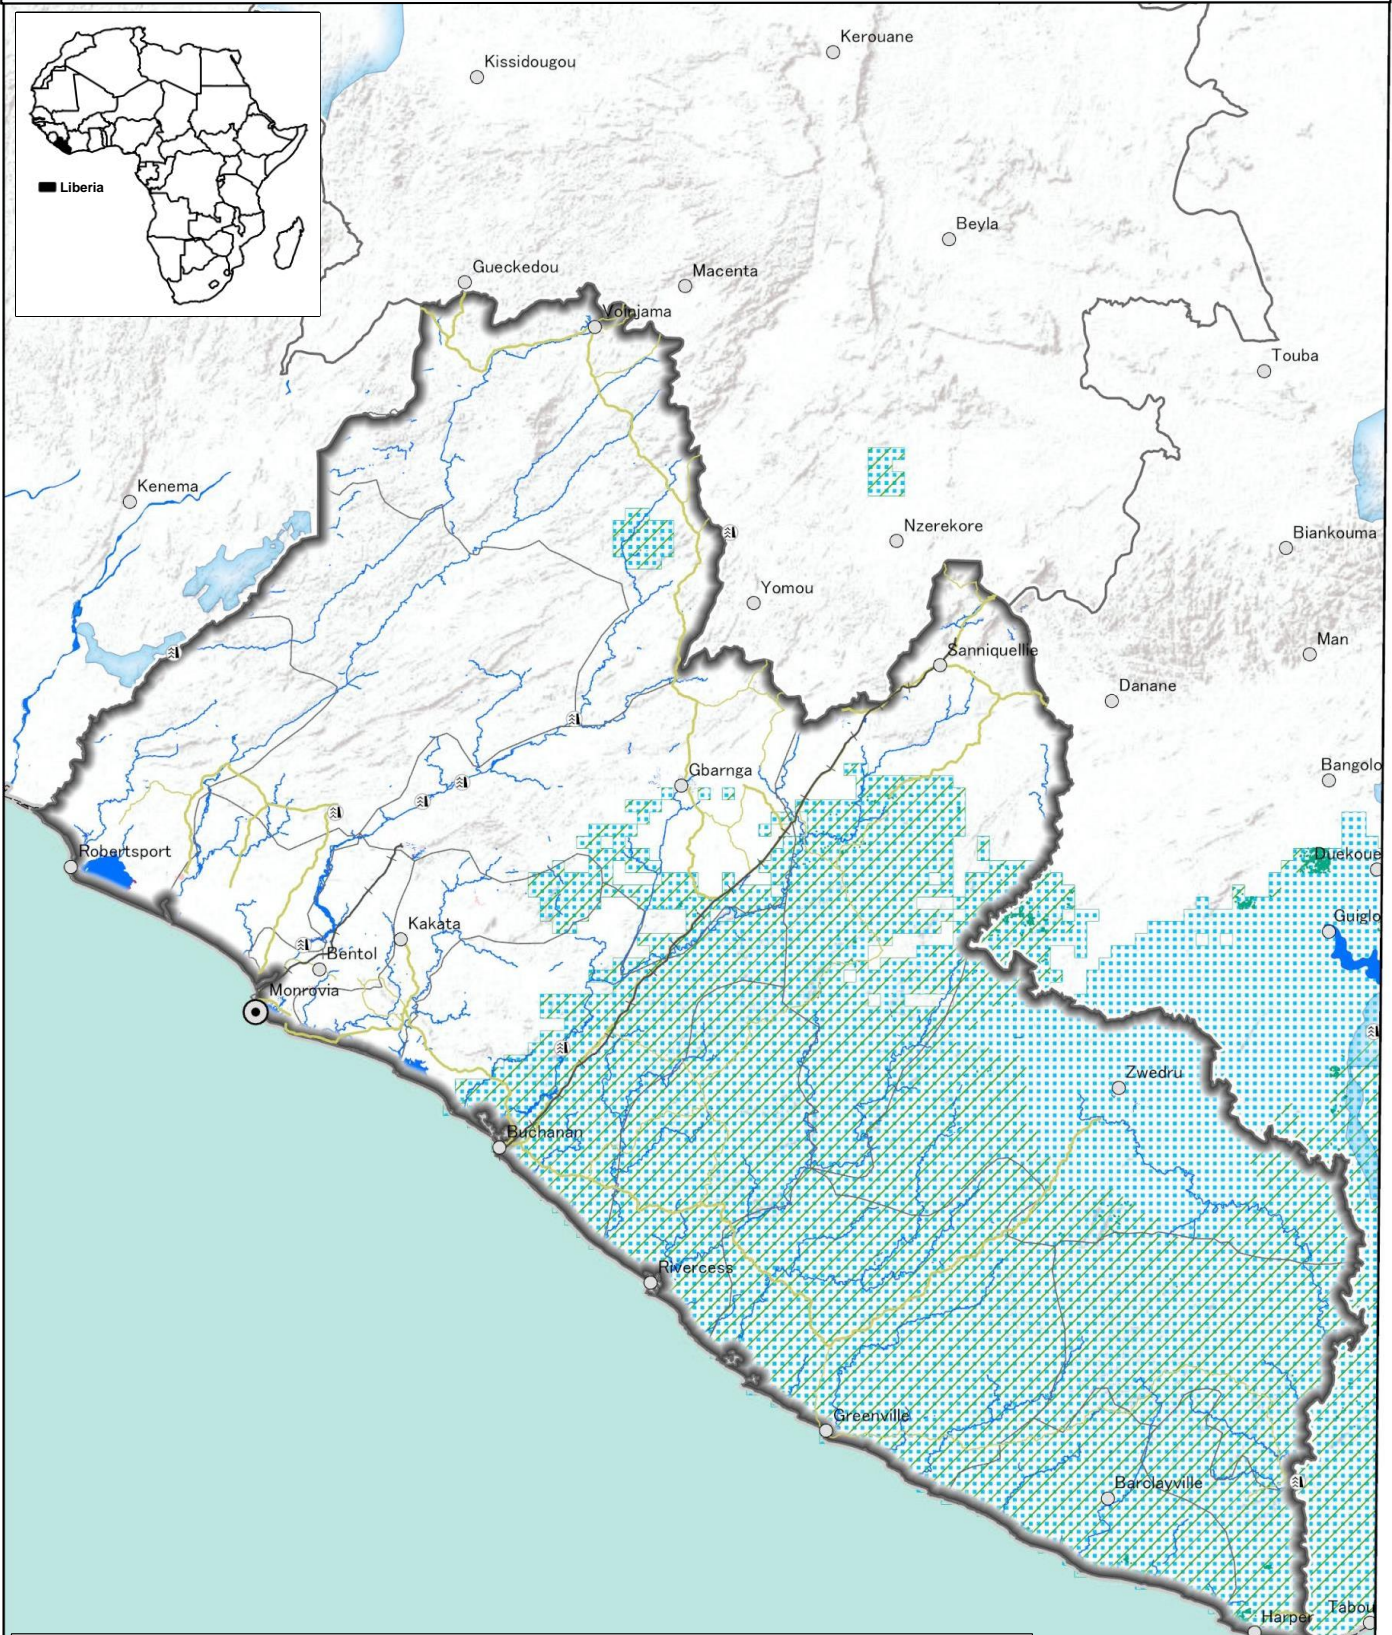 Kerouane
Kissidougou
Liberia
Beyla
Gueckedou
Macenta
Voinjama
Touba
Kenema
Nzerekore
Biankouma
Yomou
Man
Sanniquellie
Danane
Bangolo
Gbarnga
Robertsport
Duekoue
Guiglo
Kakata
Bentol
Monrovia
Zwedru
Buchanan
Rivercess
Greenville
Barclayville
Harper
Tabou